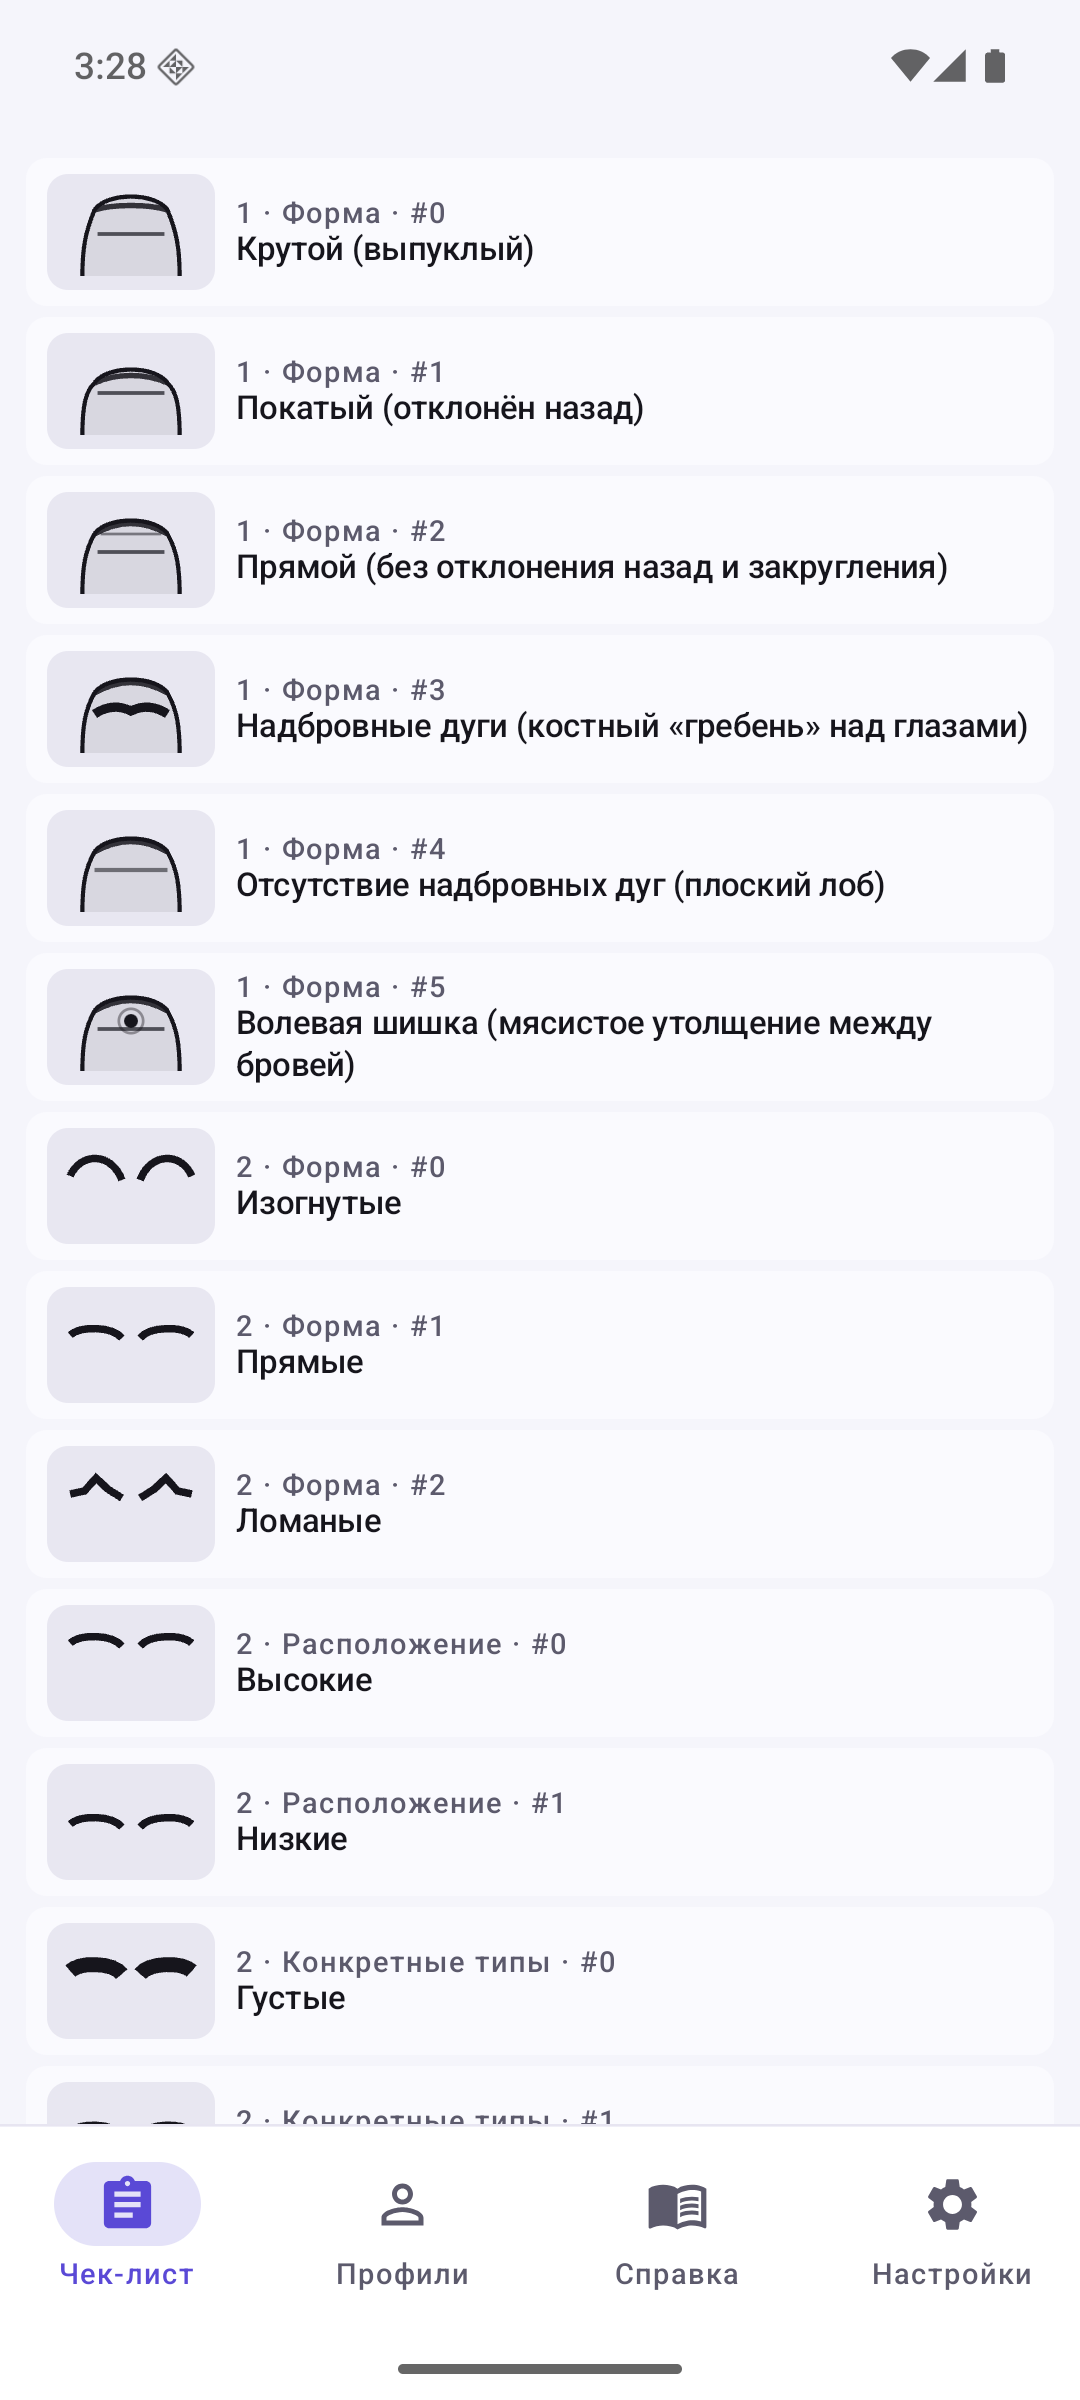 3:28
1 · Форма · #0
Крутой (выпуклый)
1 · Форма · #1
Покатый (отклонён назад)
1 · Форма · #2
Прямой (без отклонения назад и закругления)
1 · Форма · #3
Надбровные дуги (костный «гребень» над глазами)
1 · Форма · #4
Отсутствие надбровных дуг (плоский лоб)
1 · Форма · #5
Волевая шишка (мясистое утолщение между
бровей)
2 · Форма · #0
Изогнутые
2 · Форма · #1
Прямые
2 · Форма · #2
Ломаные
2 · Расположение · #0
Высокие
2 · Расположение · #1
Низкие
2 · Конкретные типы · #0
Густые
2 · Конкретные типы · #1
Чек-лист
Профили
Справка
Настройки